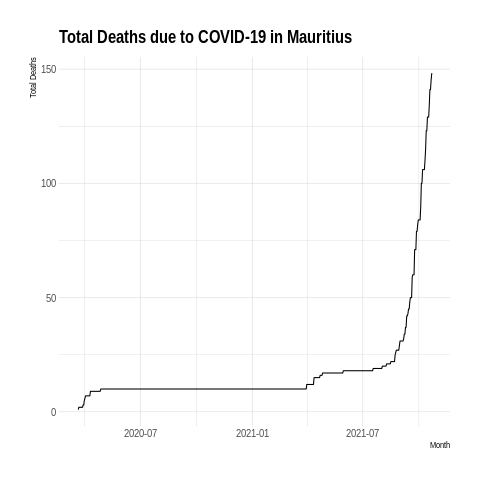 Total Deaths due to COVID-19 in Mauritius
Total Deaths
150
100
50
0
2020-07
2021-01
2021-07
Month